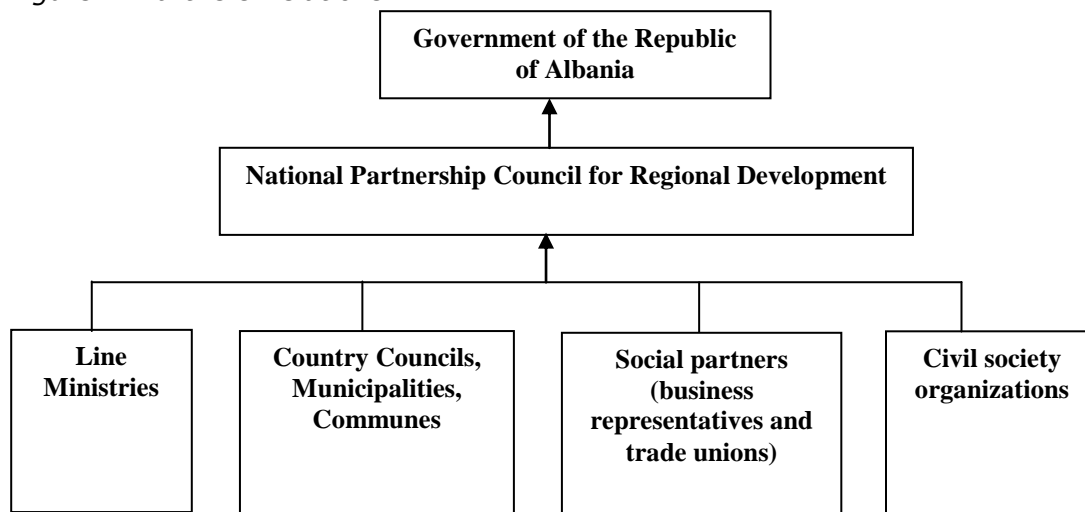 Government of the Republic
of Albania
National Partnership Council for Regional Development
Line
Ministries
Country Councils,
Municipalities,
Communes
Social partners
(business
representatives and
trade unions)
Civil society
organizations